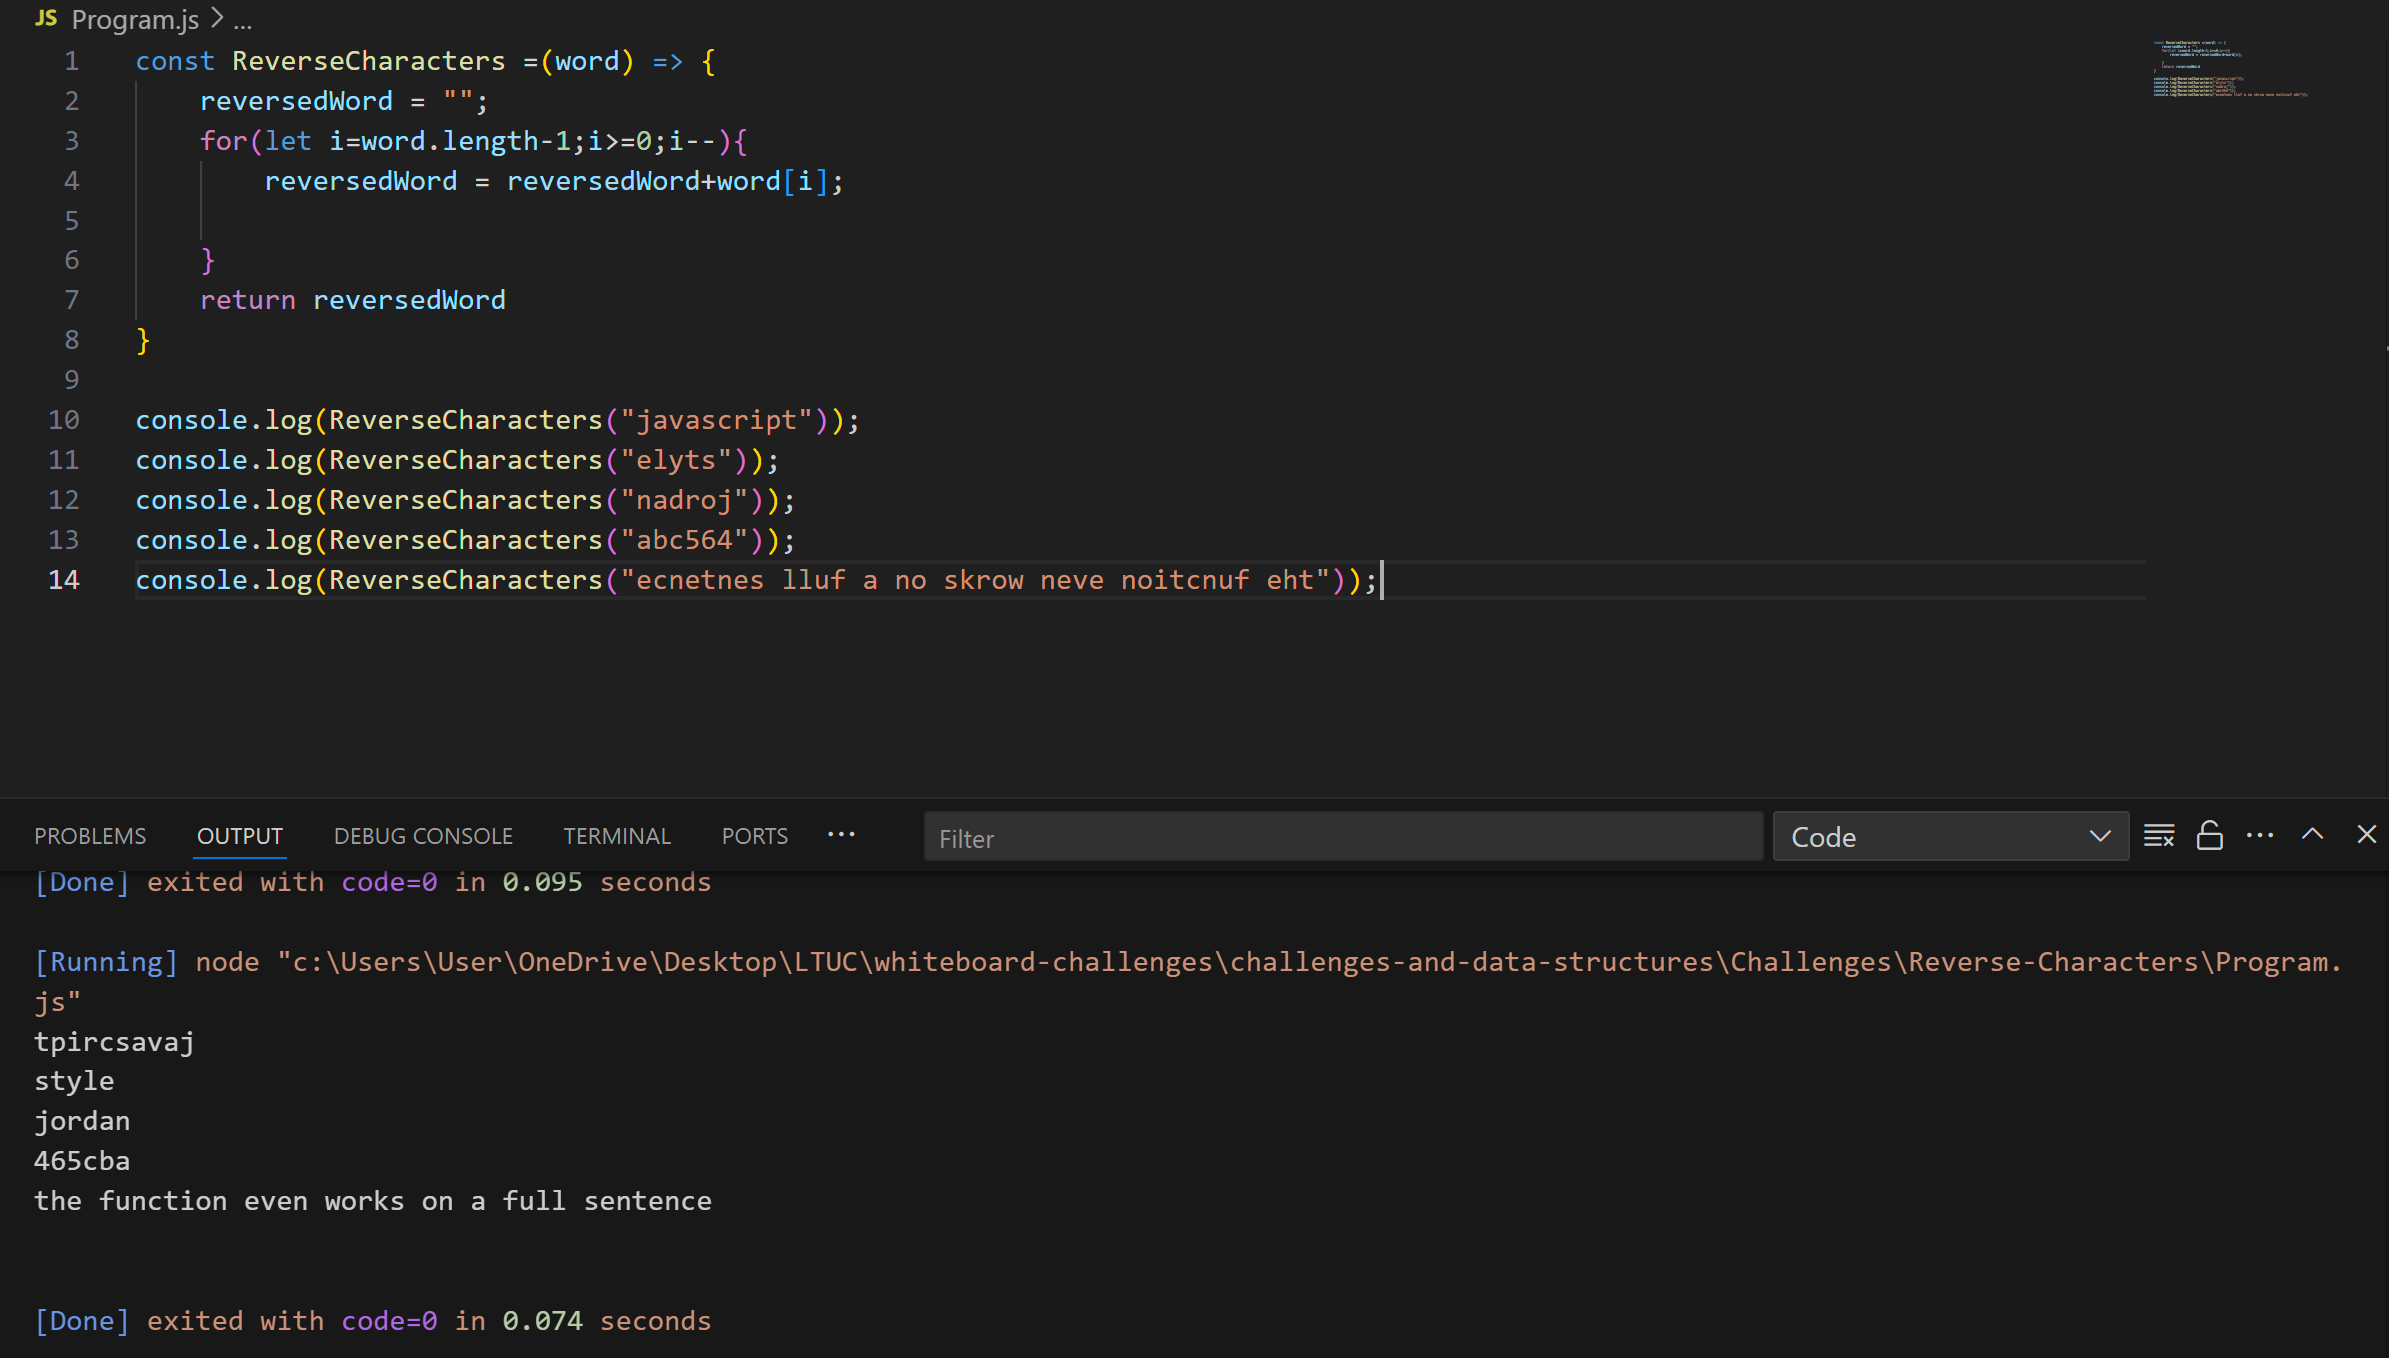 JS Program.js > ...
1 const ReverseCharacters =(word) => {
2     reversedWord = "";
3     for(let i=word.length-1;i>=0;i--){
4         reversedWord = reversedWord+word[i];
5
6     }
7     return reversedWord
8 }
9
10 console.log(ReverseCharacters("javascript"));
11 console.log(ReverseCharacters("elyts"));
12 console.log(ReverseCharacters("nadroj"));
13 console.log(ReverseCharacters("abc564"));
14 console.log(ReverseCharacters("ecnetnes lluf a no skrow neve noitcnuf eht"));
PROBLEMS OUTPUT DEBUG CONSOLE TERMINAL PORTS ... Filter Code
[Done] exited with code=0 in 0.095 seconds
[Running] node "c:\Users\User\OneDrive\Desktop\LTUC\whiteboard-challenges\challenges-and-data-structures\Challenges\Reverse-Characters\Program.
js"
tpircsavaj
style
jordan
465cba
the function even works on a full sentence
[Done] exited with code=0 in 0.074 seconds